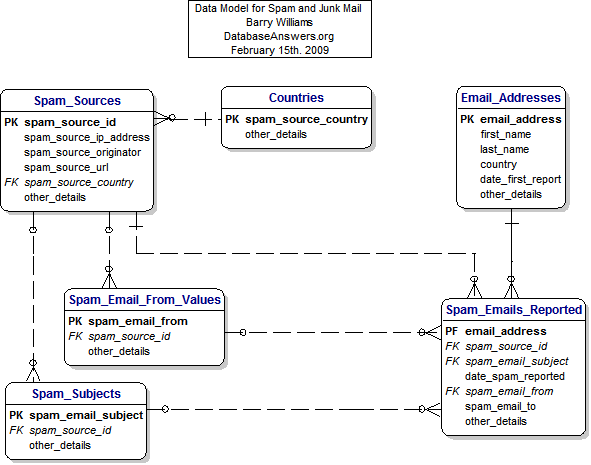 Data Model for Spam and Junk Mail
Barry Williams
DatabaseAnswers.org
February 15th. 2009
Spam_Sources
PK spam_source_id
spam_source_ip_address
spam_source_originator
spam_source_url
FK spam_source_country
other_details
Countries
PK spam_source_country
other_details
Email_Addresses
PK email_address
first_name
last_name
country
date_first_report
other_details
Spam_Email_From_Values
PK spam_email_from
FK spam_source_id
other_details
Spam_Emails_Reported
PF email_address
FK spam_source_id
FK spam_email_subject
date_spam_reported
FK spam_email_from
spam_email_to
other_details
Spam_Subjects
PK spam_email_subject
FK spam_source_id
other_details